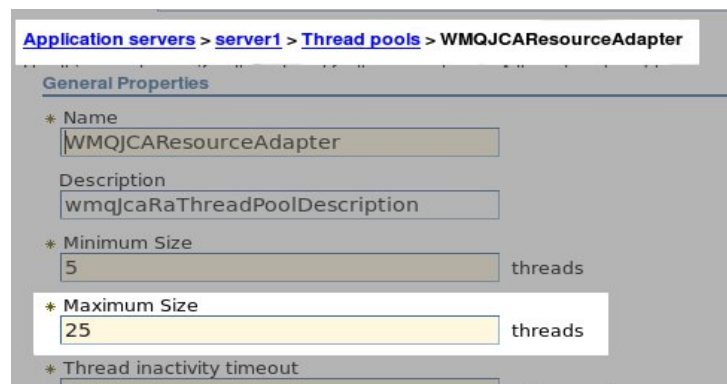 Application servers > server1 > Thread pools > WMQJCAResourceAdapter
General Properties
* Name
WMQJCAResourceAdapter
Description
wmqJcaRaThreadPoolDescription
* Minimum Size
5 threads
* Maximum Size
25 threads
* Thread inactivity timeout